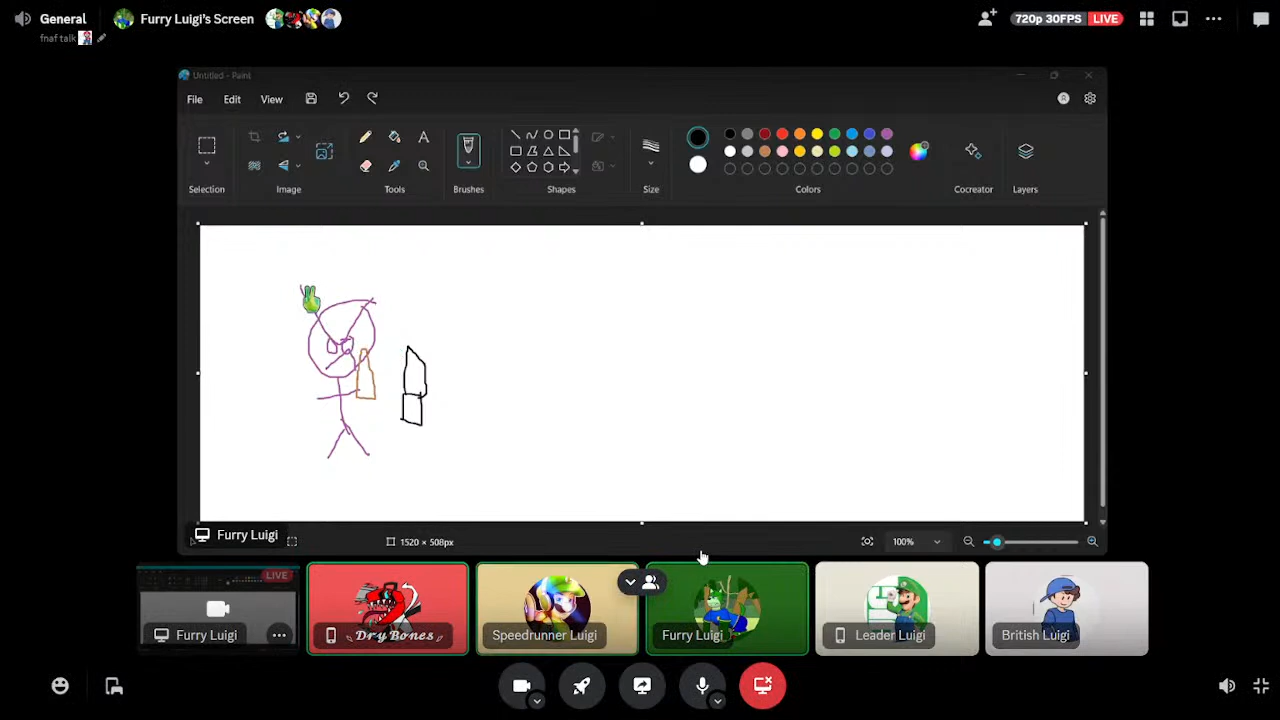 General
Furry Luigi's Screen
720p 30FPS LIVE
fnaf talk
Untitled - Paint
File Edit View
Selection Image Tools Brushes Shapes Size Colors Cocreator Layers
Furry Luigi
1520 × 508px
100%
LIVE
Furry Luigi
DryBones
Speedrunner Luigi
Furry Luigi
Leader Luigi
British Luigi